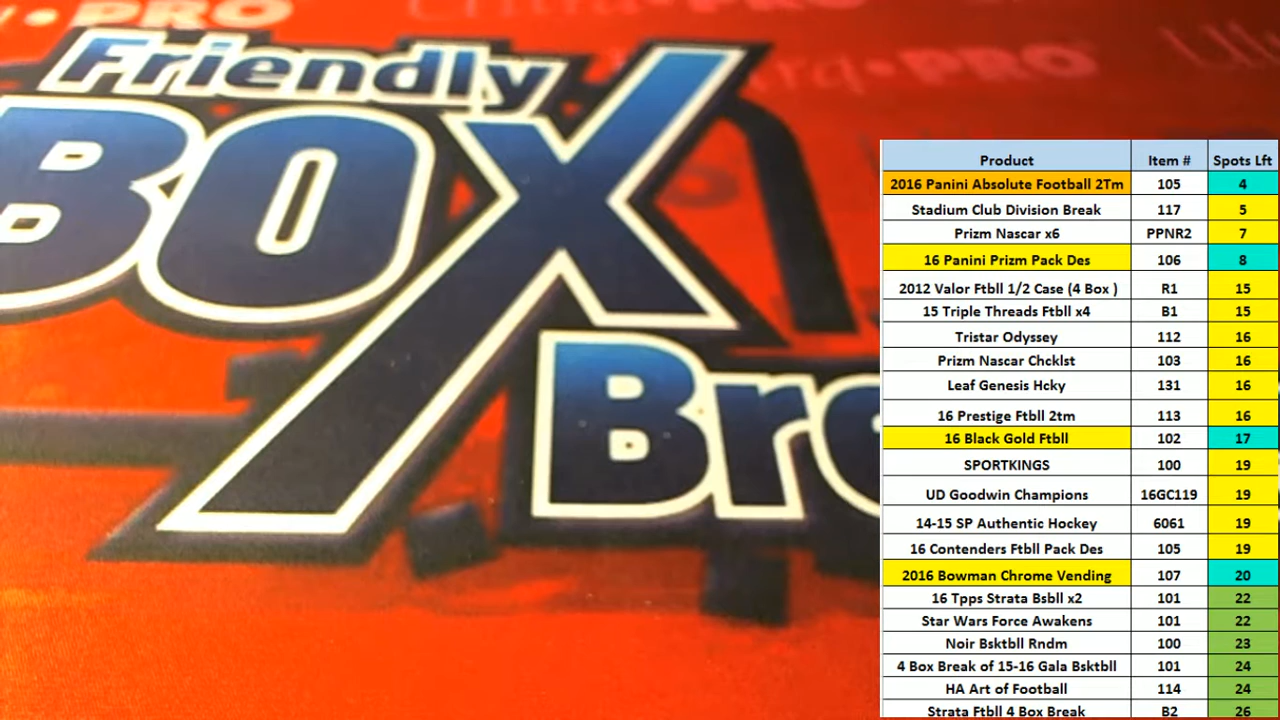 PRO
Ultra PRO
Friendly
BOX
Product Item # Spots Lft
2016 Panini Absolute Football 2Tm 105 4
Stadium Club Division Break 117 5
Prizm Nascar x6 PPNR2 7
16 Panini Prizm Pack Des 106 8
2012 Valor Ftbll 1/2 Case (4 Box ) R1 15
15 Triple Threads Ftbll x4 B1 15
Tristar Odyssey 112 16
Prizm Nascar Chcklst 103 16
Leaf Genesis Hcky 131 16
16 Prestige Ftbll 2tm 113 16
16 Black Gold Ftbll 102 17
SPORTKINGS 100 19
UD Goodwin Champions 16GC119 19
14-15 SP Authentic Hockey 6061 19
16 Contenders Ftbll Pack Des 105 19
2016 Bowman Chrome Vending 107 20
16 Tpps Strata Bsbll x2 101 22
Star Wars Force Awakens 101 22
Noir Bsktbll Rndm 100 23
4 Box Break of 15-16 Gala Bsktbll 101 24
HA Art of Football 114 24
Strata Ftbll 4 Box Break B2 26